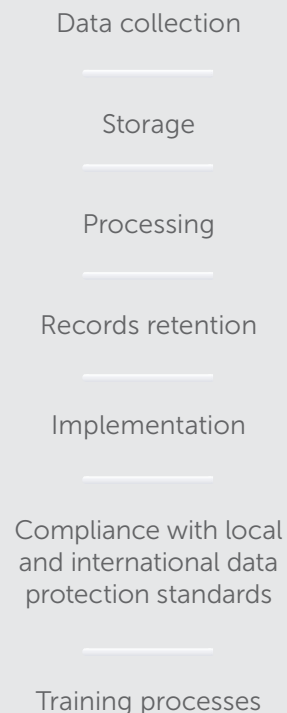 Data collection
Storage
Processing
Records retention
Implementation
Compliance with local
and international data
protection standards
Training processes